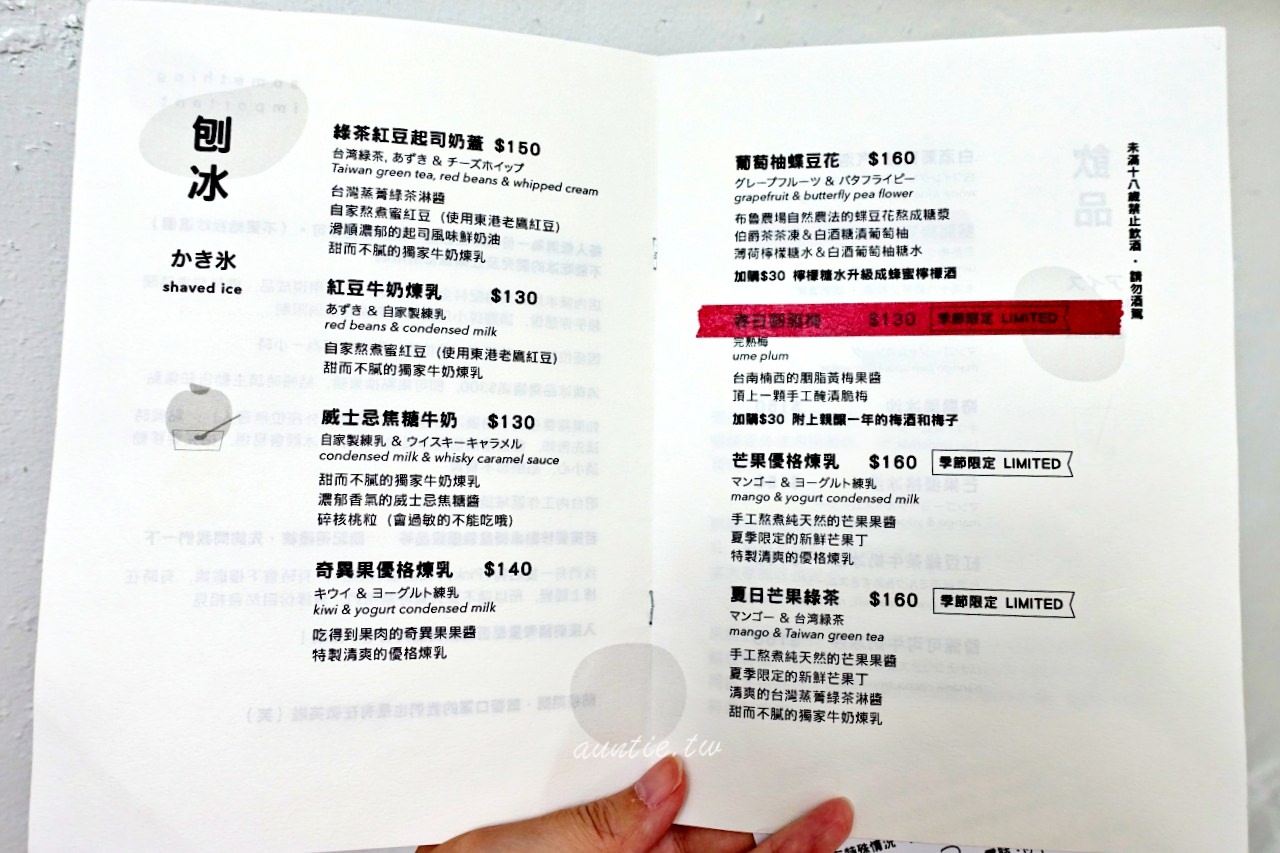 刨
冰
かき氷
shaved ice
綠茶紅豆起司奶蓋 $150
台湾緑茶, あずき & チーズホイップ
Taiwan green tea, red beans & whipped cream
台灣蒸菁綠茶淋醬
自家熬煮蜜紅豆（使用東港老鷹紅豆）
滑順濃郁的起司風味鮮奶油
甜而不膩的獨家牛奶煉乳
紅豆牛奶煉乳 $130
あずき & 自家製練乳
red beans & condensed milk
自家熬煮蜜紅豆（使用東港老鷹紅豆）
甜而不膩的獨家牛奶煉乳
威士忌焦糖牛奶 $130
自家製練乳 & ウイスキーキャラメル
condensed milk & whisky caramel sauce
甜而不膩的獨家牛奶煉乳
濃郁香氣的威士忌焦糖醬
碎核桃粒（會過敏的不能吃哦）
奇異果優格煉乳 $140
キウイ & ヨーグルト練乳
kiwi & yogurt condensed milk
吃得到果肉的奇異果果醬
特製清爽的優格煉乳
葡萄柚蝶豆花 $160
グレープフルーツ & バタフライピー
grapefruit & butterfly pea flower
布魯農場自然農法的蝶豆花熬成糖漿
伯爵茶茶凍＆白酒糖漬葡萄柚
薄荷檸檬糖水＆白酒葡萄柚糖水
加購$30 檸檬糖水升級成蜂蜜檸檬酒
$130 季節限定 LIMITED
完熟梅
ume plum
台南楠西的胭脂黃梅果醬
頂上一顆手工醃漬脆梅
加購$30 附上親釀一年的梅酒和梅子
芒果優格煉乳 $160 季節限定 LIMITED
マンゴー & ヨーグルト練乳
mango & yogurt condensed milk
手工熬煮純天然的芒果果醬
夏季限定的新鮮芒果丁
特製清爽的優格煉乳
夏日芒果綠茶 $160 季節限定 LIMITED
マンゴー & 台湾緑茶
mango & Taiwan green tea
手工熬煮純天然的芒果果醬
夏季限定的新鮮芒果丁
清爽的台灣蒸菁綠茶淋醬
甜而不膩的獨家牛奶煉乳
未滿十八歲禁止飲酒・請勿酒駕
auntie.tw